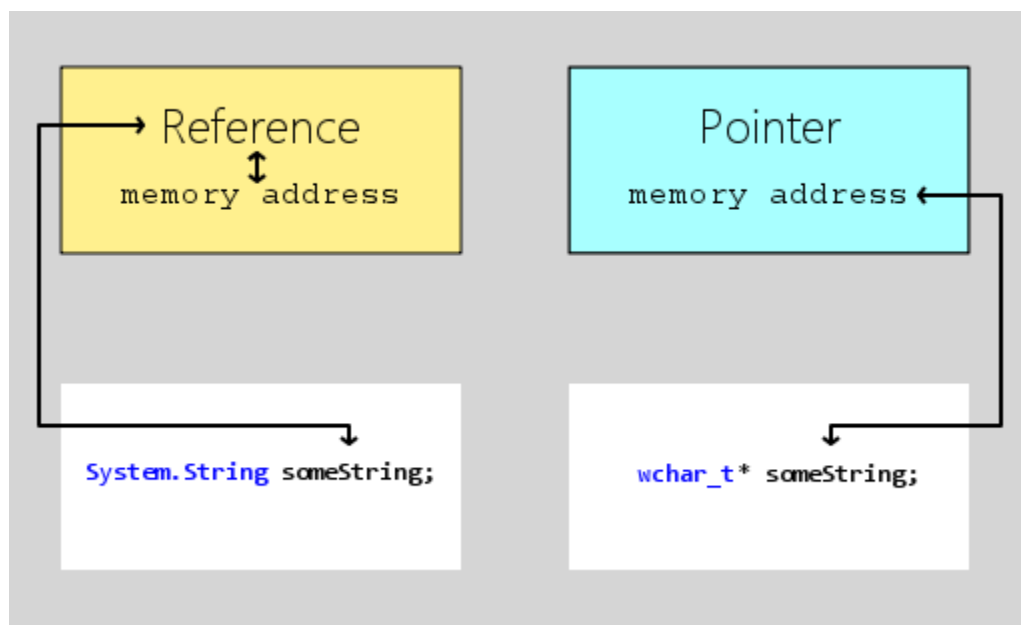 Reference
memory address
Pointer
memory address
System.String someString;
wchar_t* someString;